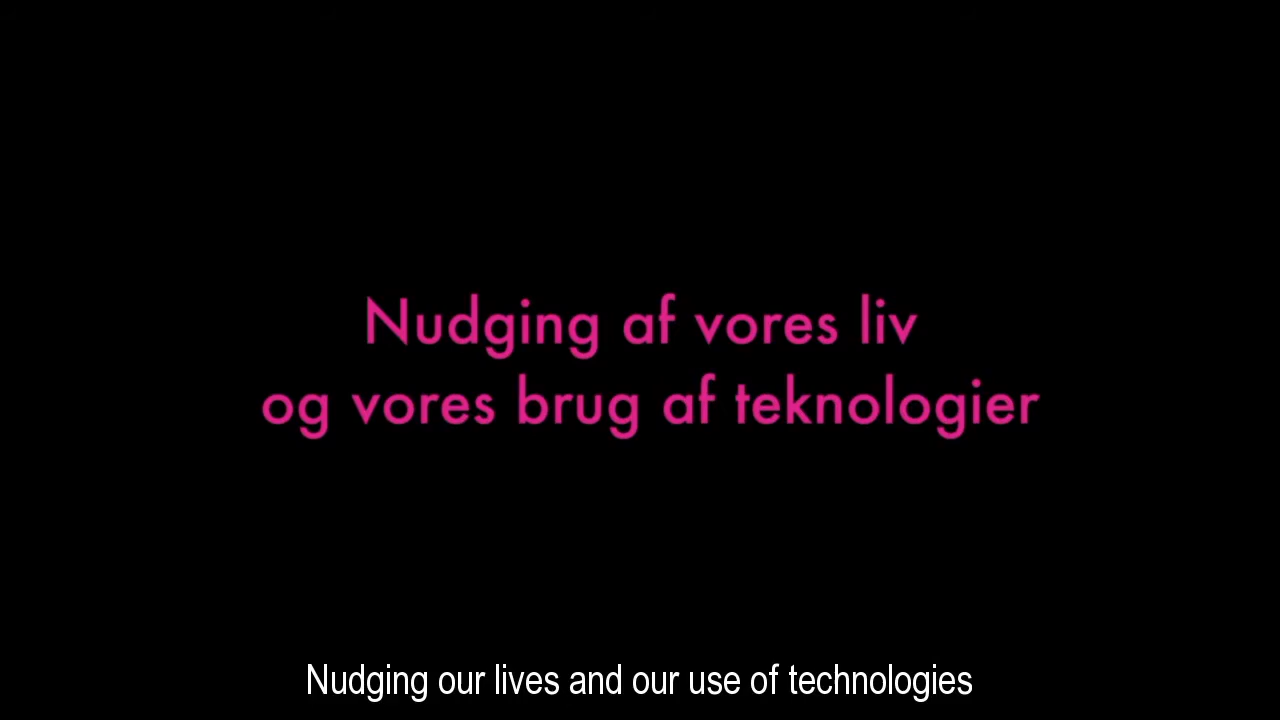 Nudging af vores liv
og vores brug af teknologier
Nudging our lives and our use of technologies